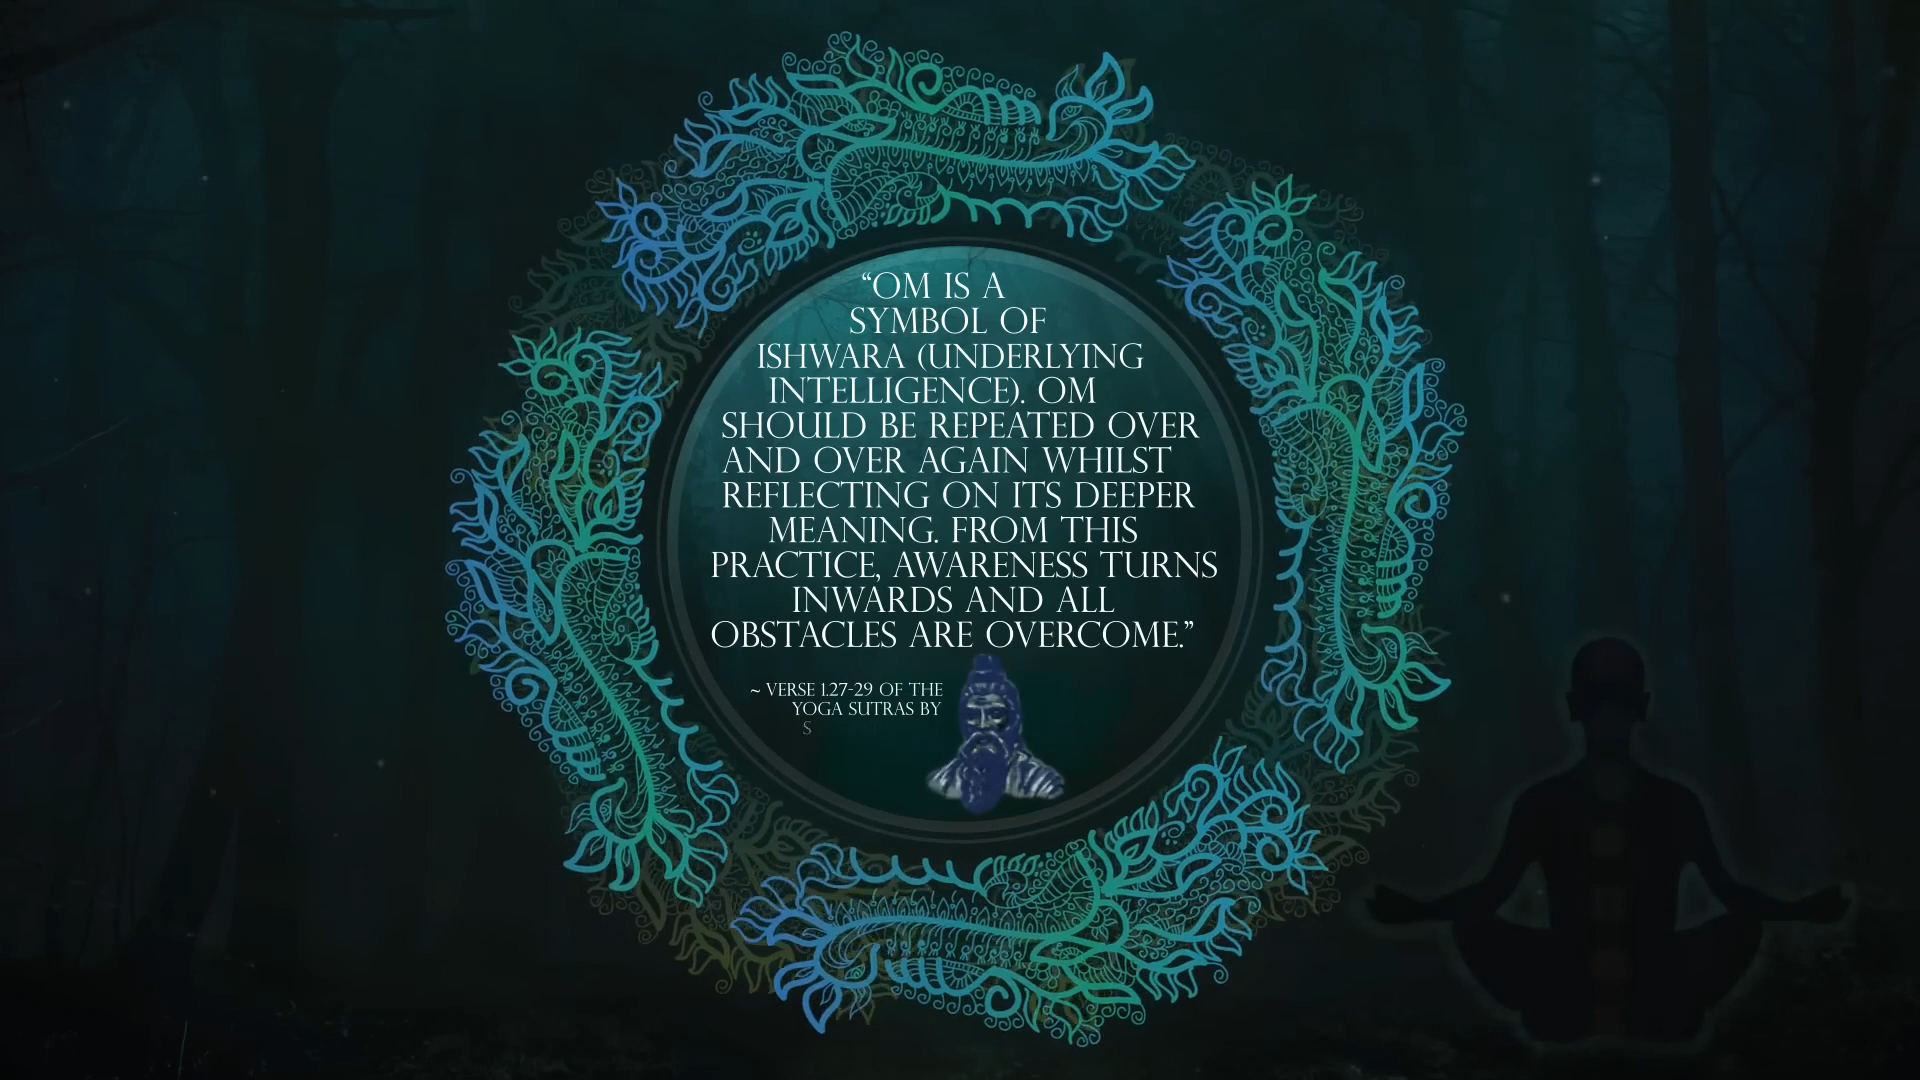 “OM IS A
SYMBOL OF
ISHWARA (UNDERLYING
INTELLIGENCE). OM
SHOULD BE REPEATED OVER
AND OVER AGAIN WHILST
REFLECTING ON ITS DEEPER
MEANING. FROM THIS
PRACTICE, AWARENESS TURNS
INWARDS AND ALL
OBSTACLES ARE OVERCOME.”
~ VERSE 1.27-29 OF THE
YOGA SUTRAS BY
S